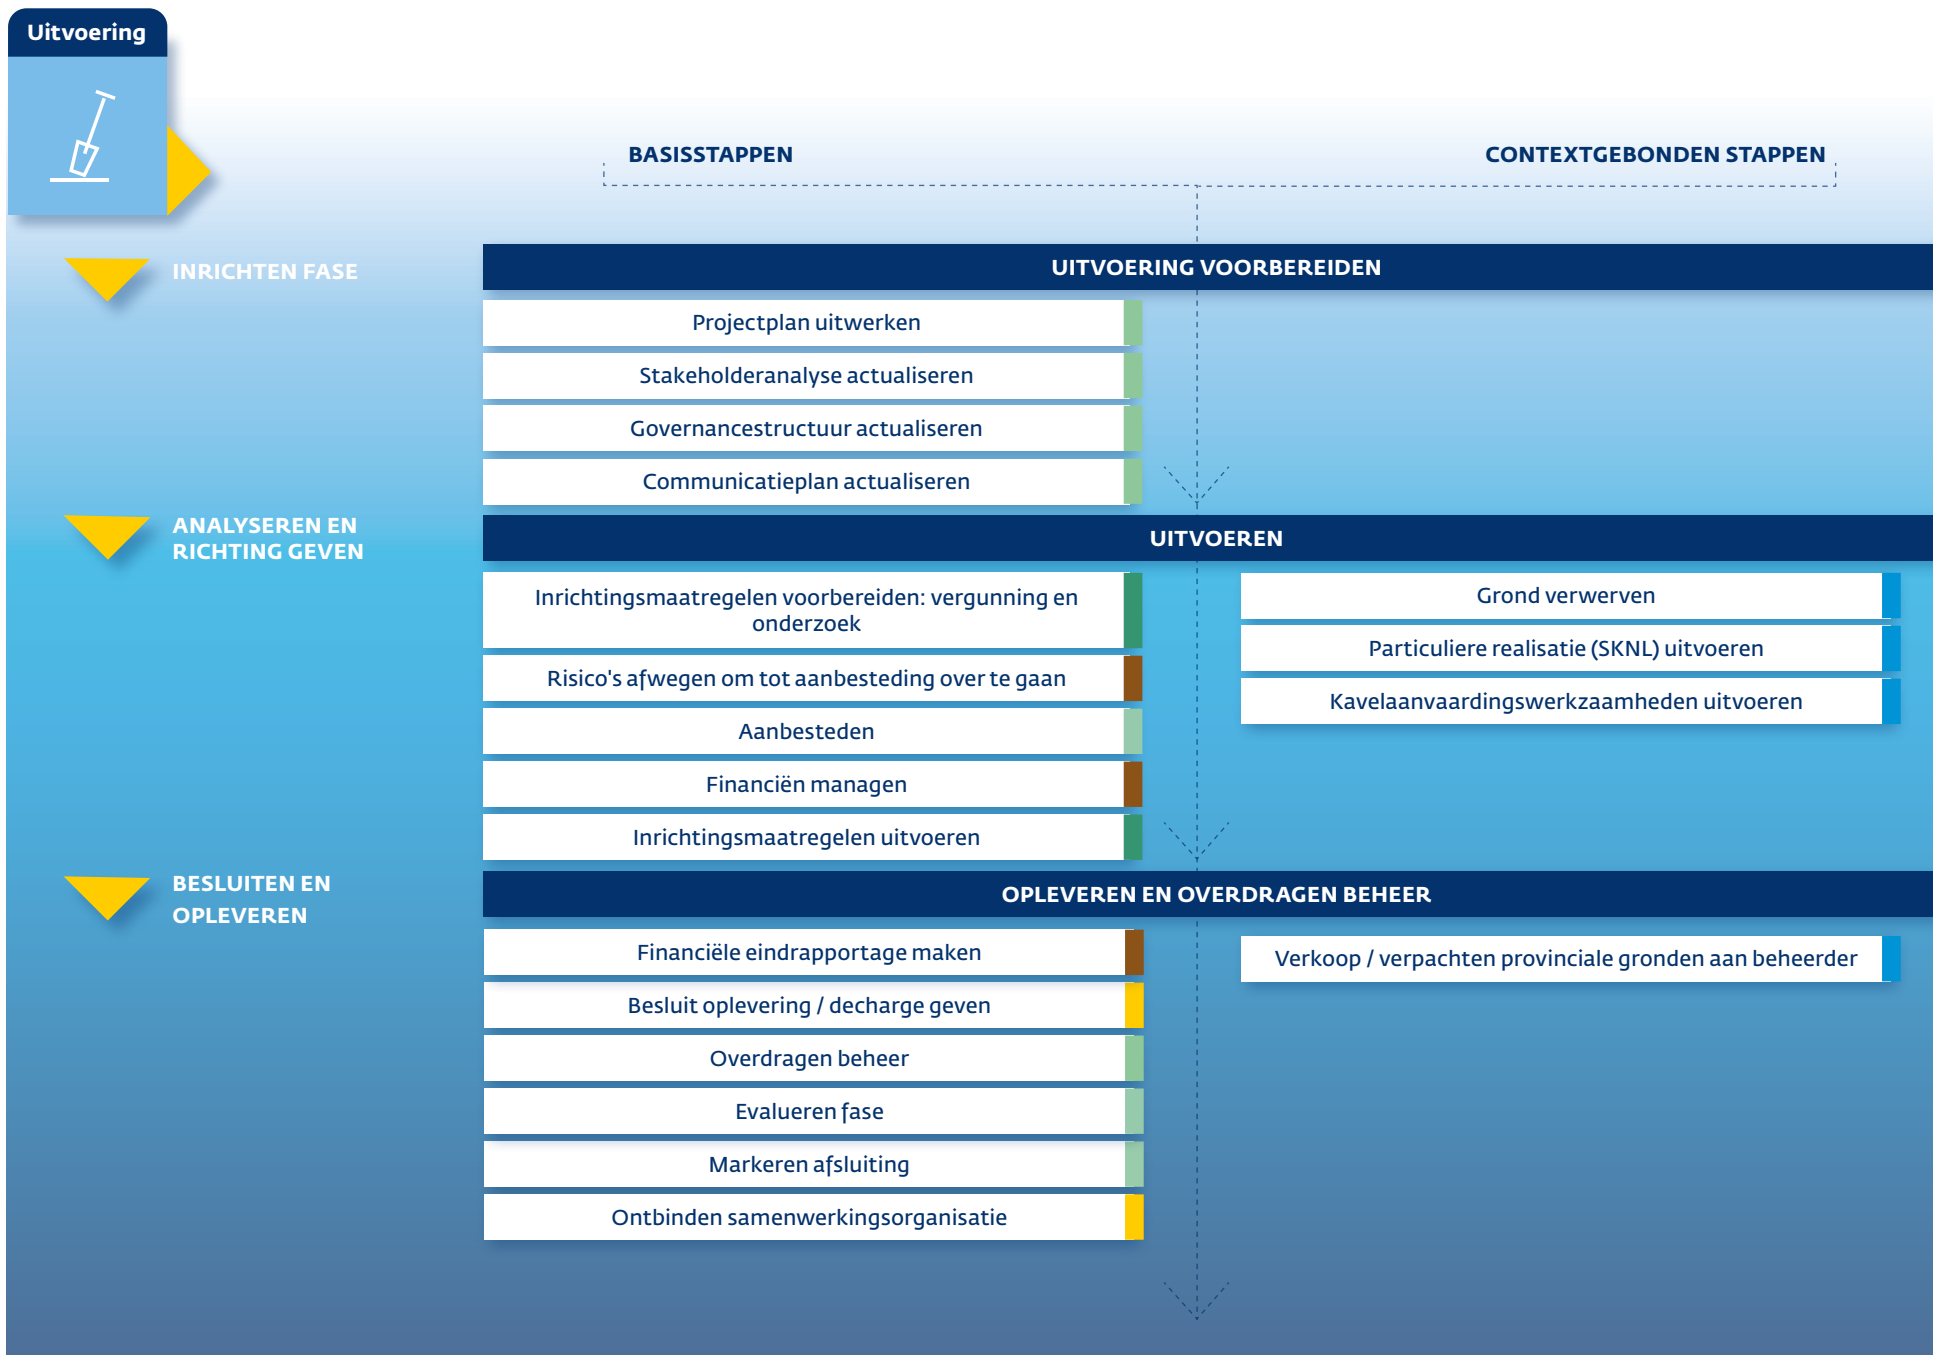 Uitvoering
BASISSTAPPEN
CONTEXTGEBONDEN STAPPEN
INRICHTEN FASE
UITVOERING VOORBEREIDEN
Projectplan uitwerken
Stakeholderanalyse actualiseren
Governancestructuur actualiseren
Communicatieplan actualiseren
ANALYSEREN EN
RICHTING GEVEN
UITVOEREN
Inrichtingsmaatregelen voorbereiden: vergunning en
onderzoek
Risico's afwegen om tot aanbesteding over te gaan
Aanbesteden
Financiën managen
Inrichtingsmaatregelen uitvoeren
Grond verwerven
Particuliere realisatie (SKNL) uitvoeren
Kavelaanvaardingswerkzaamheden uitvoeren
BESLUITEN EN
OPLEVEREN
OPLEVEREN EN OVERDRAGEN BEHEER
Financiële eindrapportage maken
Besluit oplevering / decharge geven
Overdragen beheer
Evalueren fase
Markeren afsluiting
Ontbinden samenwerkingsorganisatie
Verkoop / verpachten provinciale gronden aan beheerder